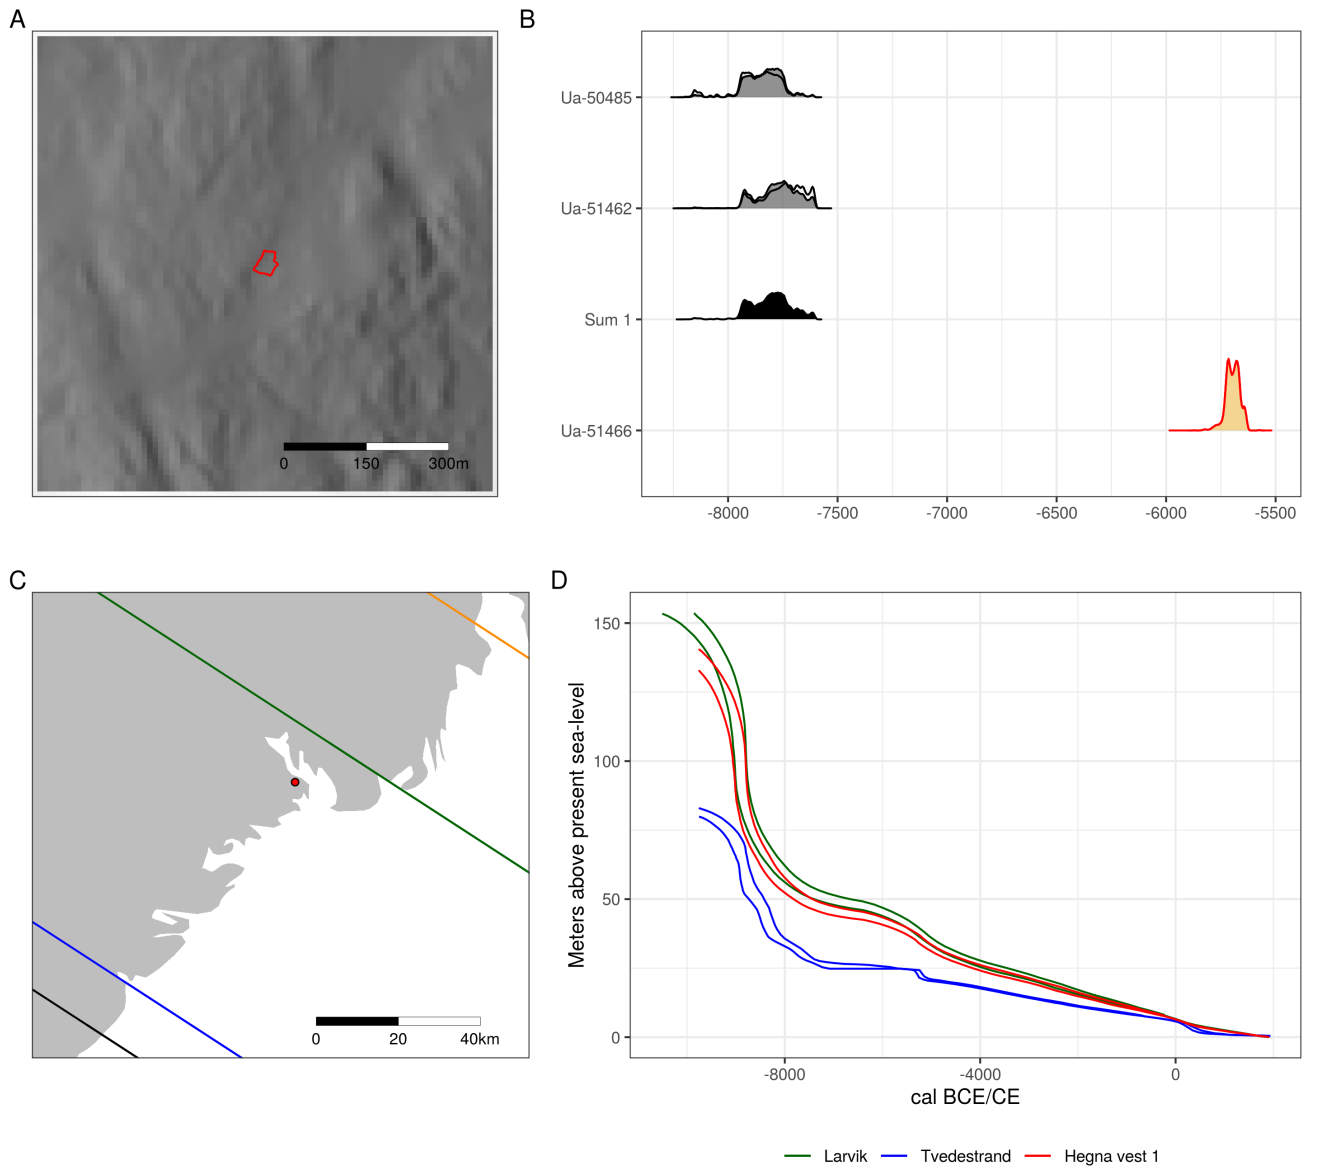 A
B
Ua-50485
Ua-51462
Sum 1
Ua-51466
0 150 300m
-8000 -7500 -7000 -6500 -6000 -5500
C
D
150
100
50
0
Meters above present sea-level
0 20 40km
-8000 -4000 0
cal BCE/CE
Larvik Tvedestrand Hegna vest 1